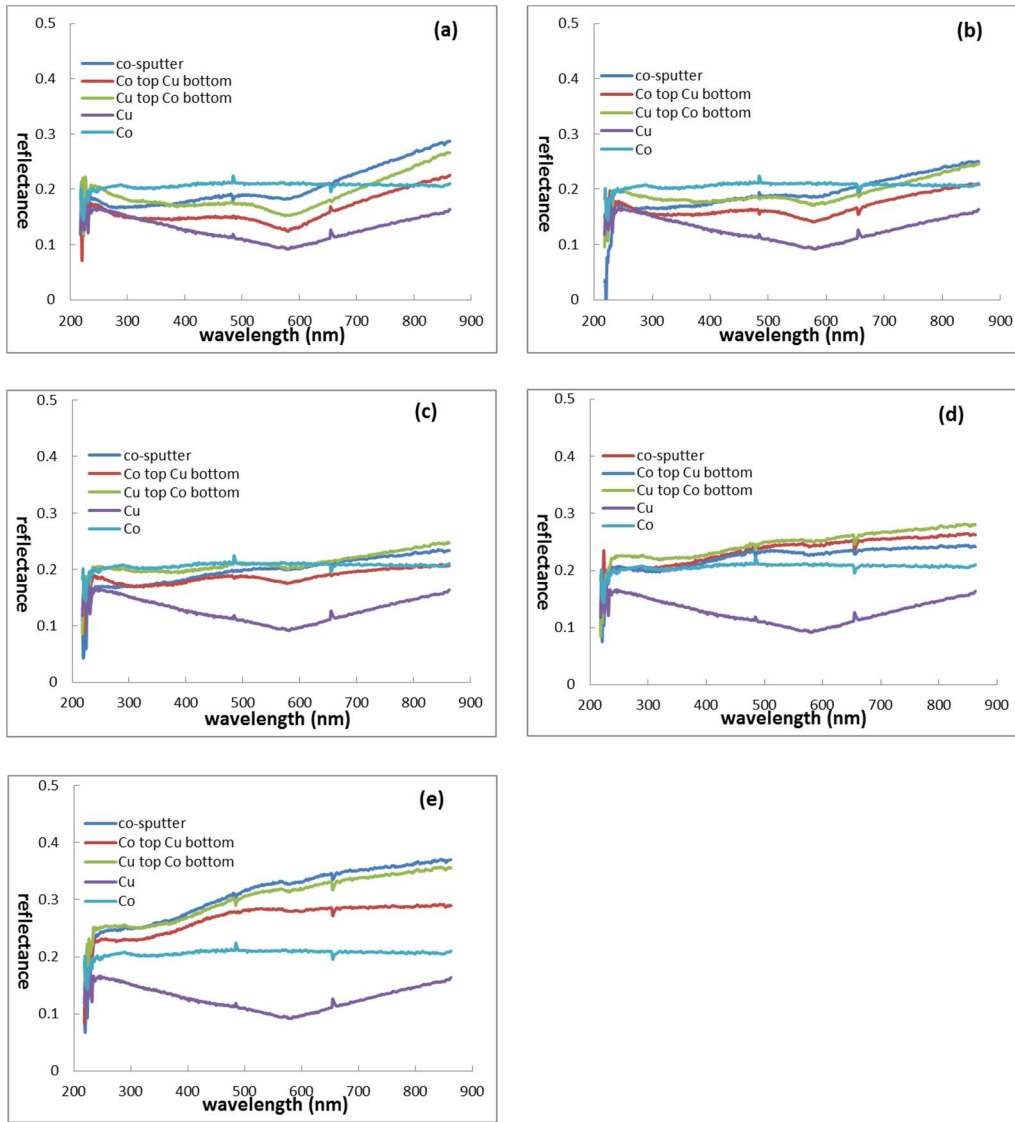 (a)
0.5
0.4
0.3
0.2
0.1
0
reflectance
co-sputter
Co top Cu bottom
Cu top Co bottom
Cu
Co
200 300 400 500 600 700 800 900
wavelength (nm)
(b)
0.5
0.4
0.3
0.2
0.1
0
reflectance
co-sputter
Co top Cu bottom
Cu top Co bottom
Cu
Co
200 300 400 500 600 700 800 900
wavelength (nm)
(c)
0.5
0.4
0.3
0.2
0.1
0
reflectance
co-sputter
Co top Cu bottom
Cu top Co bottom
Cu
Co
200 300 400 500 600 700 800 900
wavelength (nm)
(d)
0.5
0.4
0.3
0.2
0.1
0
reflectance
co-sputter
Co top Cu bottom
Cu top Co bottom
Cu
Co
200 300 400 500 600 700 800 900
wavelength (nm)
(e)
0.5
0.4
0.3
0.2
0.1
0
reflectance
co-sputter
Co top Cu bottom
Cu top Co bottom
Cu
Co
200 300 400 500 600 700 800 900
wavelength (nm)